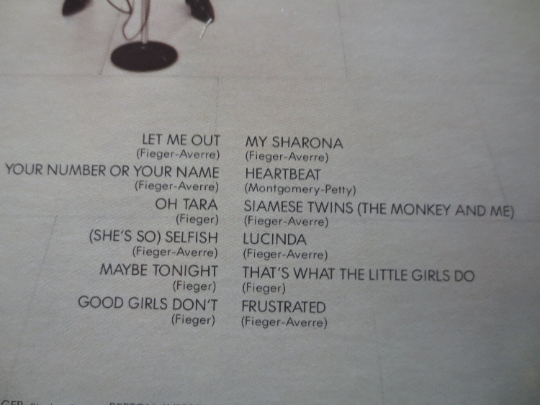 LET ME OUT
(Fieger-Averre)
YOUR NUMBER OR YOUR NAME
(Fieger-Averre)
OH TARA
(Fieger)
(SHE'S SO) SELFISH
(Fieger-Averre)
MAYBE TONIGHT
(Fieger)
GOOD GIRLS DON'T
(Fieger)
MY SHARONA
(Fieger-Averre)
HEARTBEAT
(Montgomery-Petty)
SIAMESE TWINS (THE MONKEY AND ME)
(Fieger-Averre)
LUCINDA
(Fieger-Averre)
THAT'S WHAT THE LITTLE GIRLS DO
(Fieger)
FRUSTRATED
(Fieger-Averre)